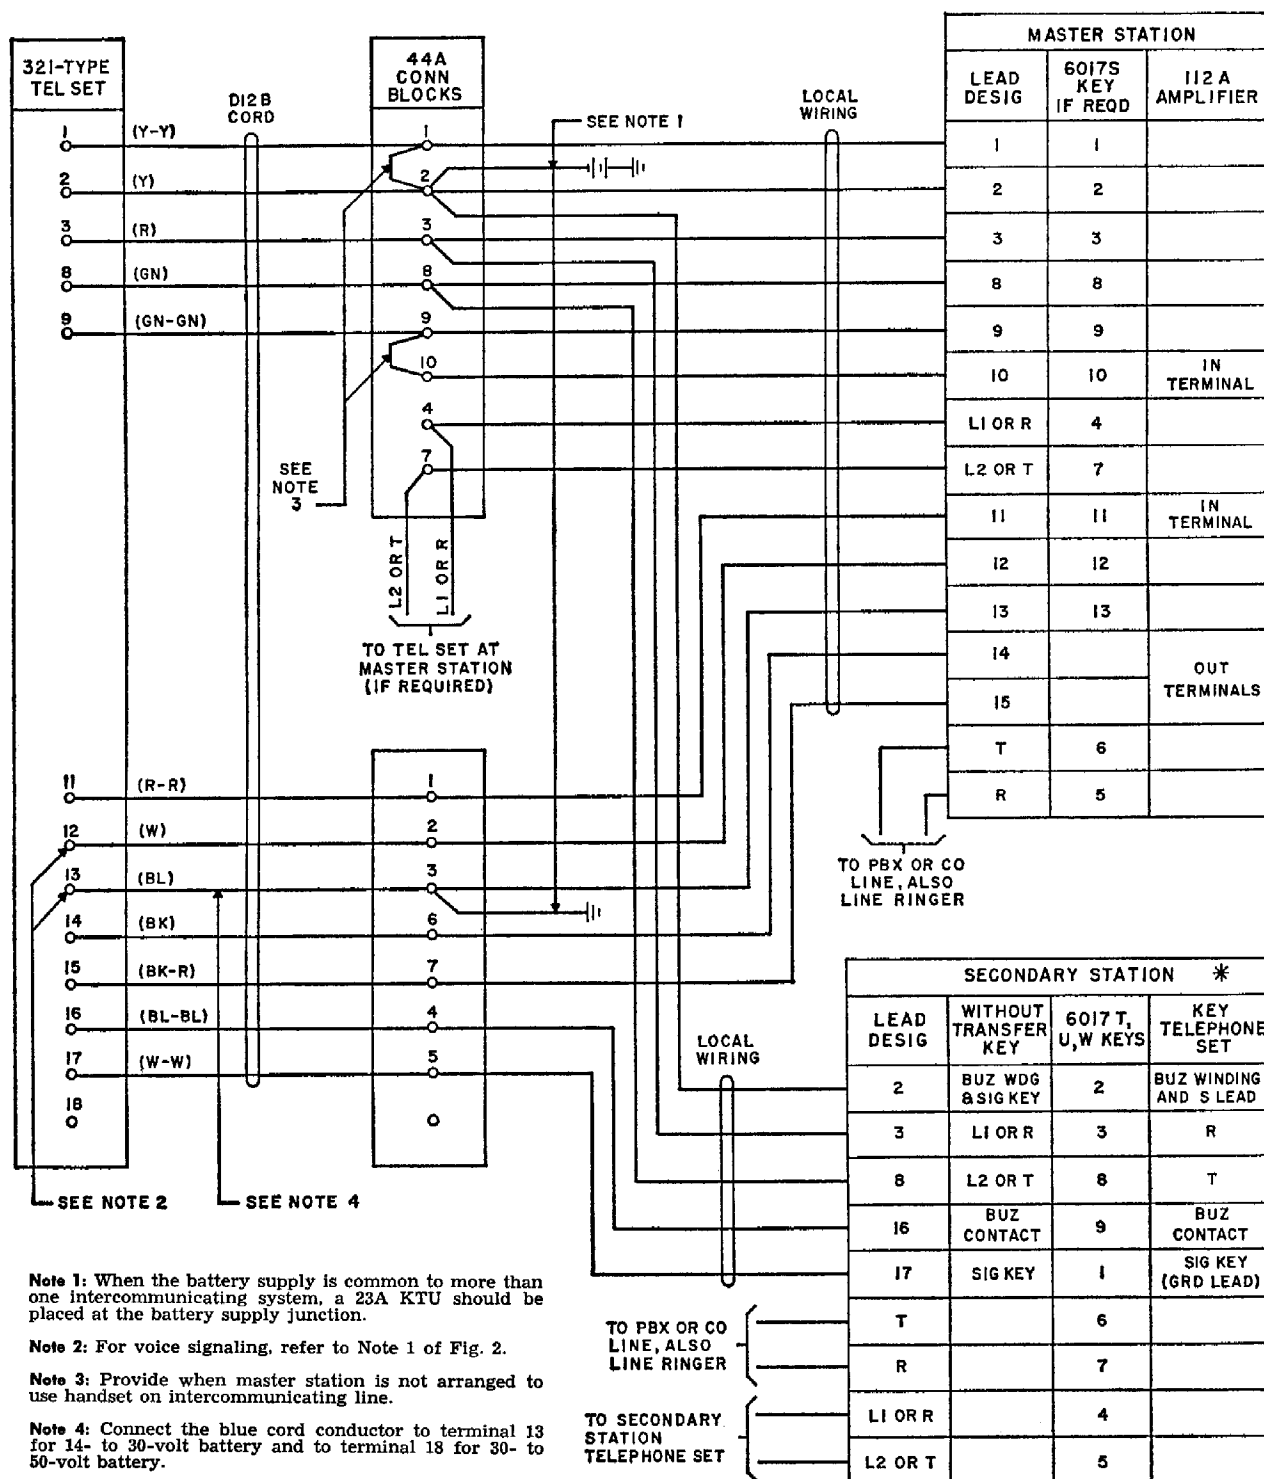 321-TYPE
TEL SET
1
2
3
8
9
(Y-Y)
(Y)
(R)
(GN)
(GN-GN)
D12B
CORD
44A
CONN
BLOCKS
1
2
3
8
9
10
4
7
SEE NOTE 1
SEE
NOTE
3
L2 OR T
L1 OR R
TO TEL SET AT
MASTER STATION
(IF REQUIRED)
LOCAL
WIRING
MASTER STATION
LEAD
DESIG
6017S
KEY
IF REQD
112A
AMPLIFIER
1 1
2 2
3 3
8 8
9 9
10 10 IN
TERMINAL
L1 OR R 4
L2 OR T 7
11 11 IN
TERMINAL
12 12
13 13
14
15
OUT
TERMINALS
T 6
R 5
TO PBX OR CO
LINE, ALSO
LINE RINGER
11
12
13
14
15
16
17
18
(R-R)
(W)
(BL)
(BK)
(BK-R)
(BL-BL)
(W-W)
1
2
3
6
7
4
5
SEE NOTE 2
SEE NOTE 4
LOCAL
WIRING
SECONDARY STATION *
LEAD
DESIG
WITHOUT
TRANSFER
KEY
6017 T,
U,W KEYS
KEY
TELEPHONE
SET
2 BUZ WDG
& SIG KEY 2 BUZ WINDING
AND S LEAD
3 L1 OR R 3 R
8 L2 OR T 8 T
16 BUZ
CONTACT 9 BUZ
CONTACT
17 SIG KEY 1 SIG KEY
(GRD LEAD)
T 6
R 7
L1 OR R 4
L2 OR T 5
TO PBX OR CO
LINE, ALSO
LINE RINGER
TO SECONDARY
STATION
TELEPHONE SET
Note 1: When the battery supply is common to more than
one intercommunicating system, a 23A KTU should be
placed at the battery supply junction.
Note 2: For voice signaling, refer to Note 1 of Fig. 2.
Note 3: Provide when master station is not arranged to
use handset on intercommunicating line.
Note 4: Connect the blue cord conductor to terminal 13
for 14- to 30-volt battery and to terminal 18 for 30- to
50-volt battery.